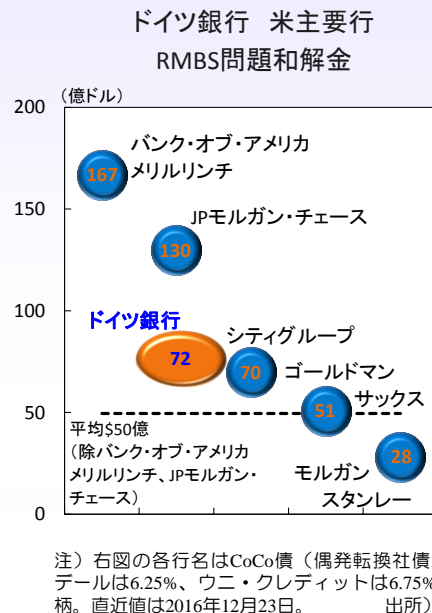 ドイツ銀行 米主要行
RMBS問題和解金
（億ドル）
200
150
100
50
0
バンク・オブ・アメリカ
メリルリンチ
167
JPモルガン・チェース
130
ドイツ銀行
72
シティグループ
70
ゴールドマン
サックス
51
平均$50億
（除バンク・オブ・アメリカ
メリルリンチ、JPモルガン・
チェース）
モルガン
スタンレー
28
注）右図の各行名はCoCo債（偶発転換社債
デールは6.25%、ウニ・クレディットは6.75%
柄。直近値は2016年12月23日。 出所）